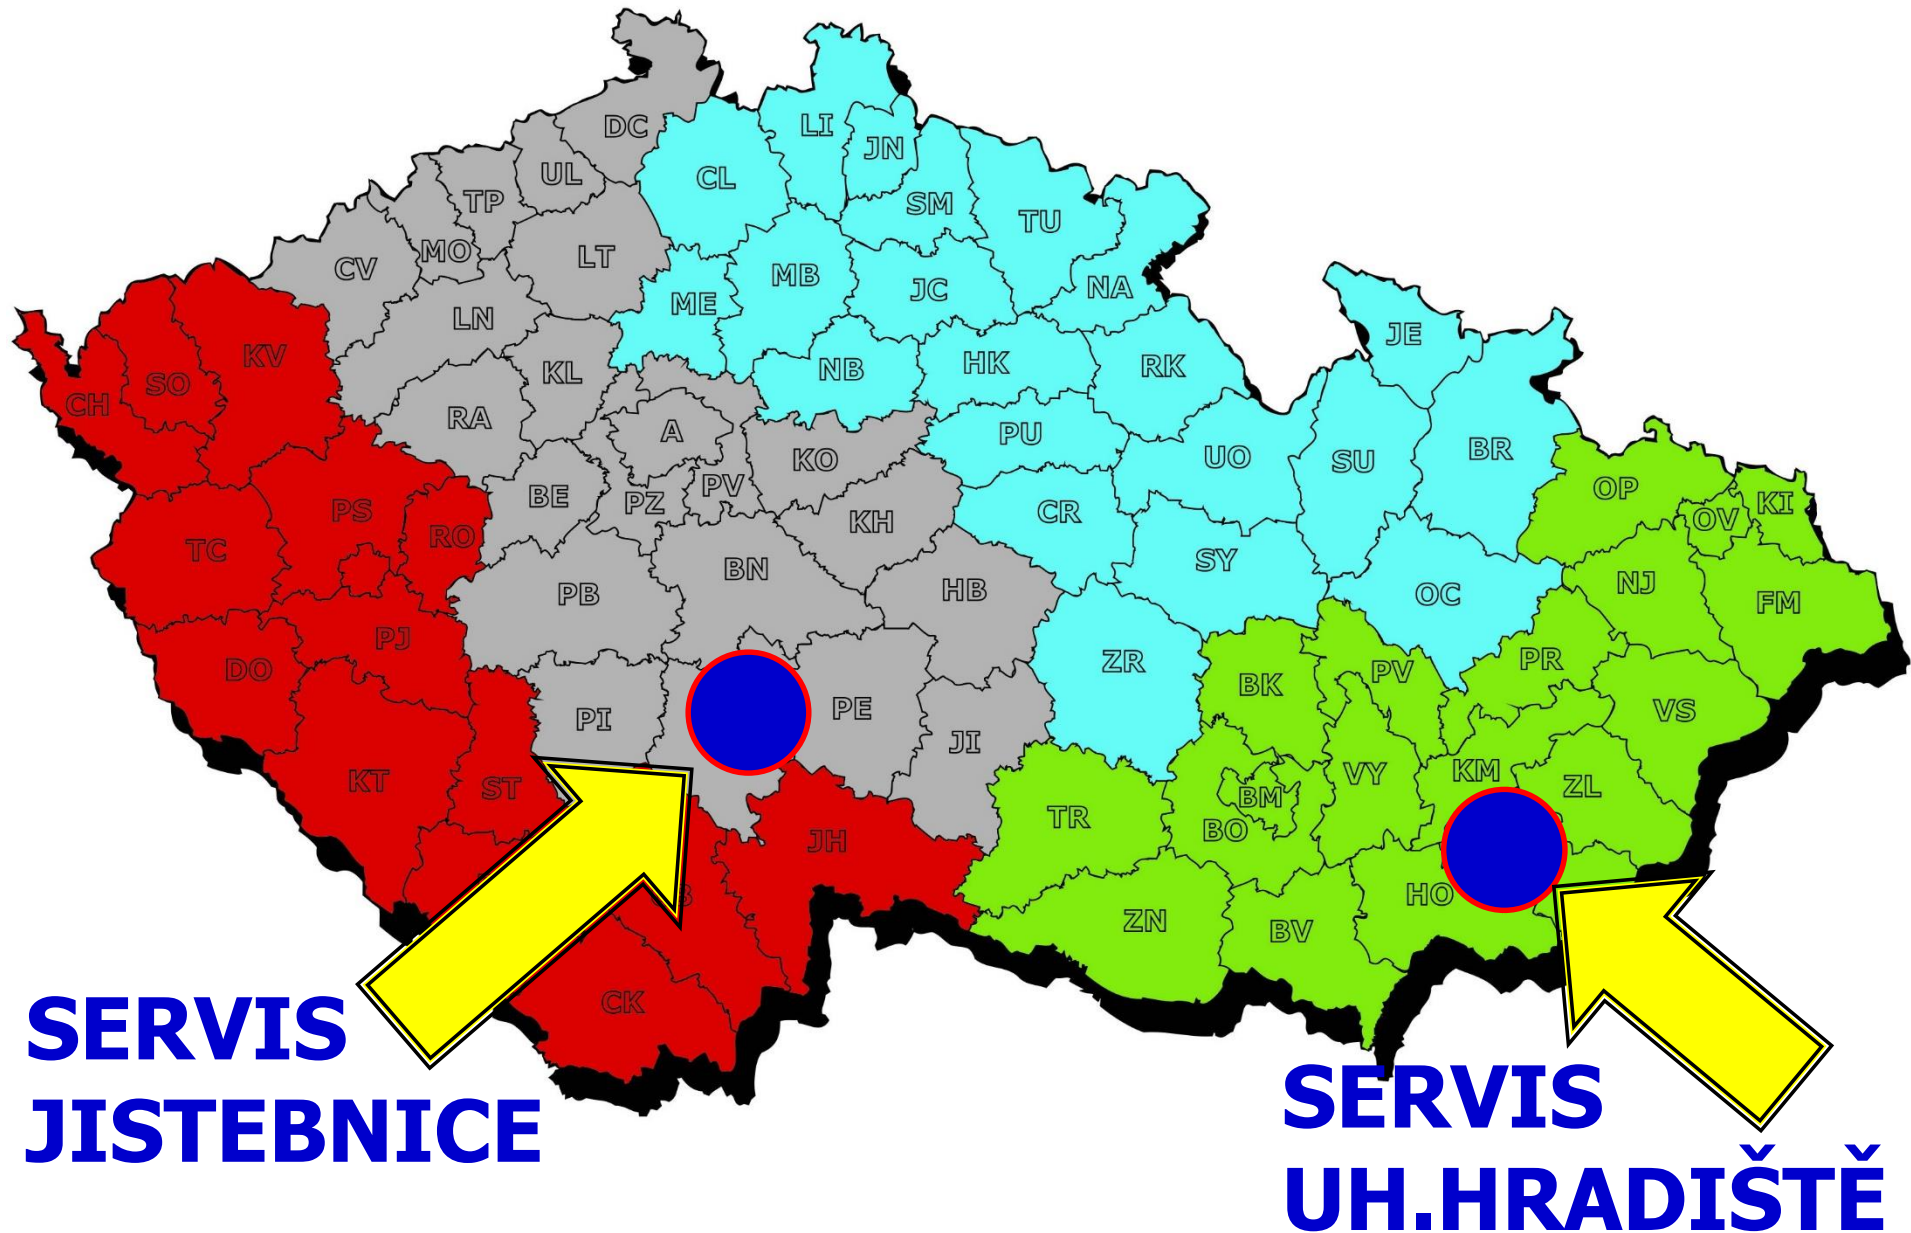 DC
LI
JN
UL
CL
TP
SM
TU
MO
LT
CV
MB
NA
JC
ME
LN
JE
KV
HK
RK
NB
KL
SO
CH
RA
A
PU
BR
KO
UO
SU
PV
OP
BE
PZ
KI
PS
CR
KH
OV
RO
TC
SY
BN
NJ
HB
PB
OC
FM
PJ
ZR
PR
DO
PV
BK
PE
VS
PI
JI
KM
VY
KT
ST
ZL
BM
TR
BO
JH
HO
ZN
BV
CK
SERVIS
JISTEBNICE
SERVIS
UH.HRADIŠTĚ